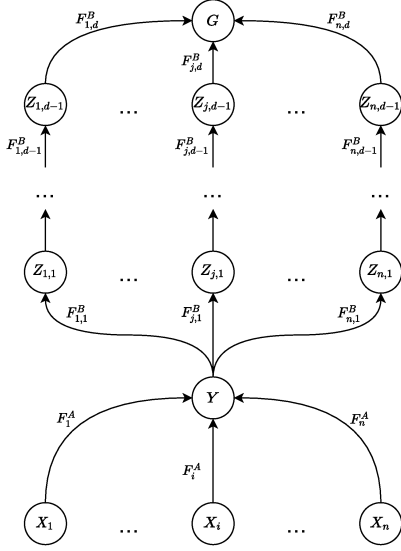 F^B_{1,d} G F^B_{n,d}
F^B_{j,d}
Z_{1,d−1} ... Z_{j,d−1} ... Z_{n,d−1}
F^B_{1,d−1} F^B_{j,d−1} F^B_{n,d−1}
... ... ...
Z_{1,1} ... Z_{j,1} ... Z_{n,1}
F^B_{1,1} F^B_{j,1} F^B_{n,1}
Y
F^A_1 F^A_n
F^A_i
X_1 ... X_i ... X_n